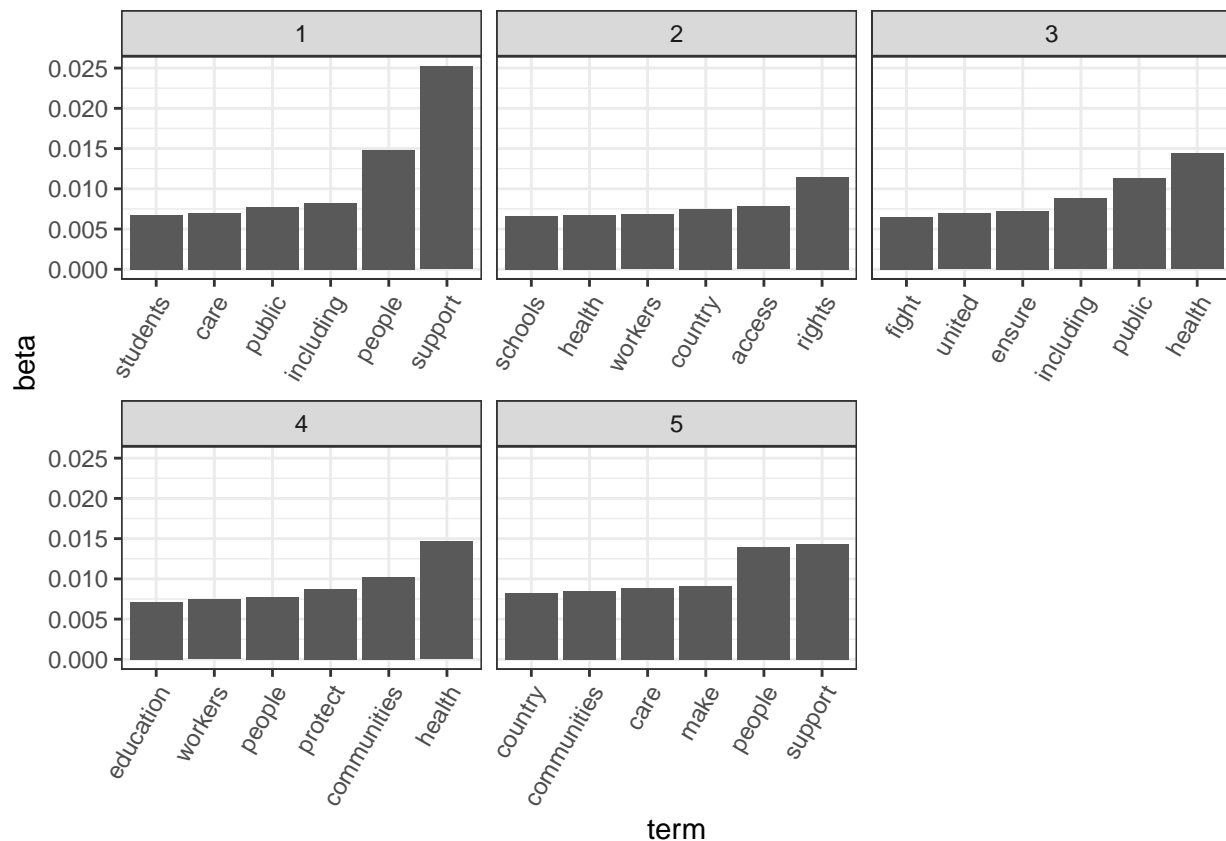 1
2
3
0.025
0.020
0.015
0.010
0.005
0.000
students
care
public
including
people
support
schools
health
workers
country
access
rights
fight
united
ensure
including
public
health
beta
4
5
0.025
0.020
0.015
0.010
0.005
0.000
education
workers
people
protect
communities
health
country
communities
care
make
people
support
term